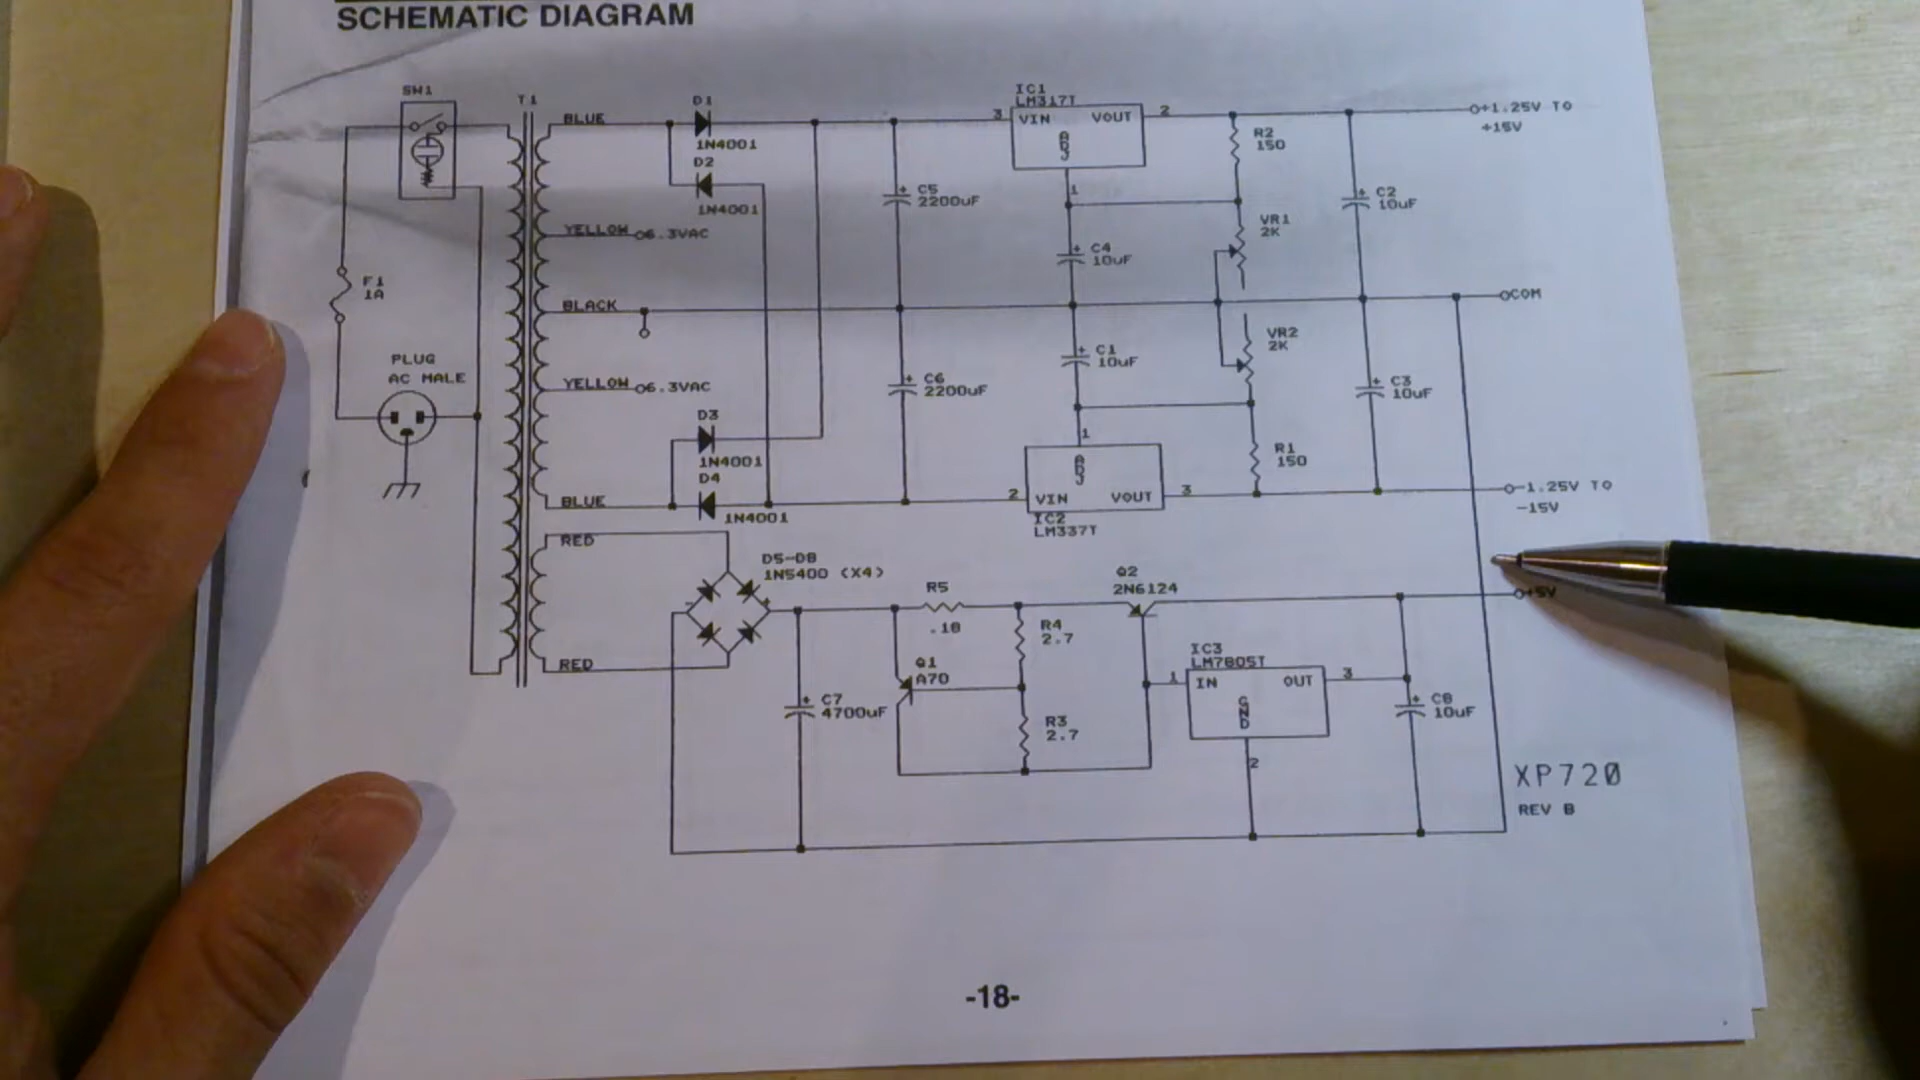 SCHEMATIC DIAGRAM
SW1
T1
BLUE
D1
1N4001
D2
1N4001
YELLOW 6.3VAC
F1
1A
BLACK
PLUG
AC MALE
YELLOW 6.3VAC
D3
1N4001
D4
1N4001
BLUE
C5
2200uF
C6
2200uF
IC1
LM317T
3 VIN VOUT 2
ADJ
1
R2
150
C4
10uF
VR1
2K
C2
10uF
+1.25V TO
+15V
COM
C1
10uF
VR2
2K
C3
10uF
1
R1
150
ADJ
2 VIN VOUT 3
IC2
LM337T
-1.25V TO
-15V
RED
D5-D8
1N5400 (X4)
- +
RED
R5
.18
Q2
2N6124
+5V
R4
2.7
Q1
A70
C7
4700uF
R3
2.7
IC3
LM7805T
1 IN OUT 3
GND
2
C8
10uF
XP720
REV B
-18-